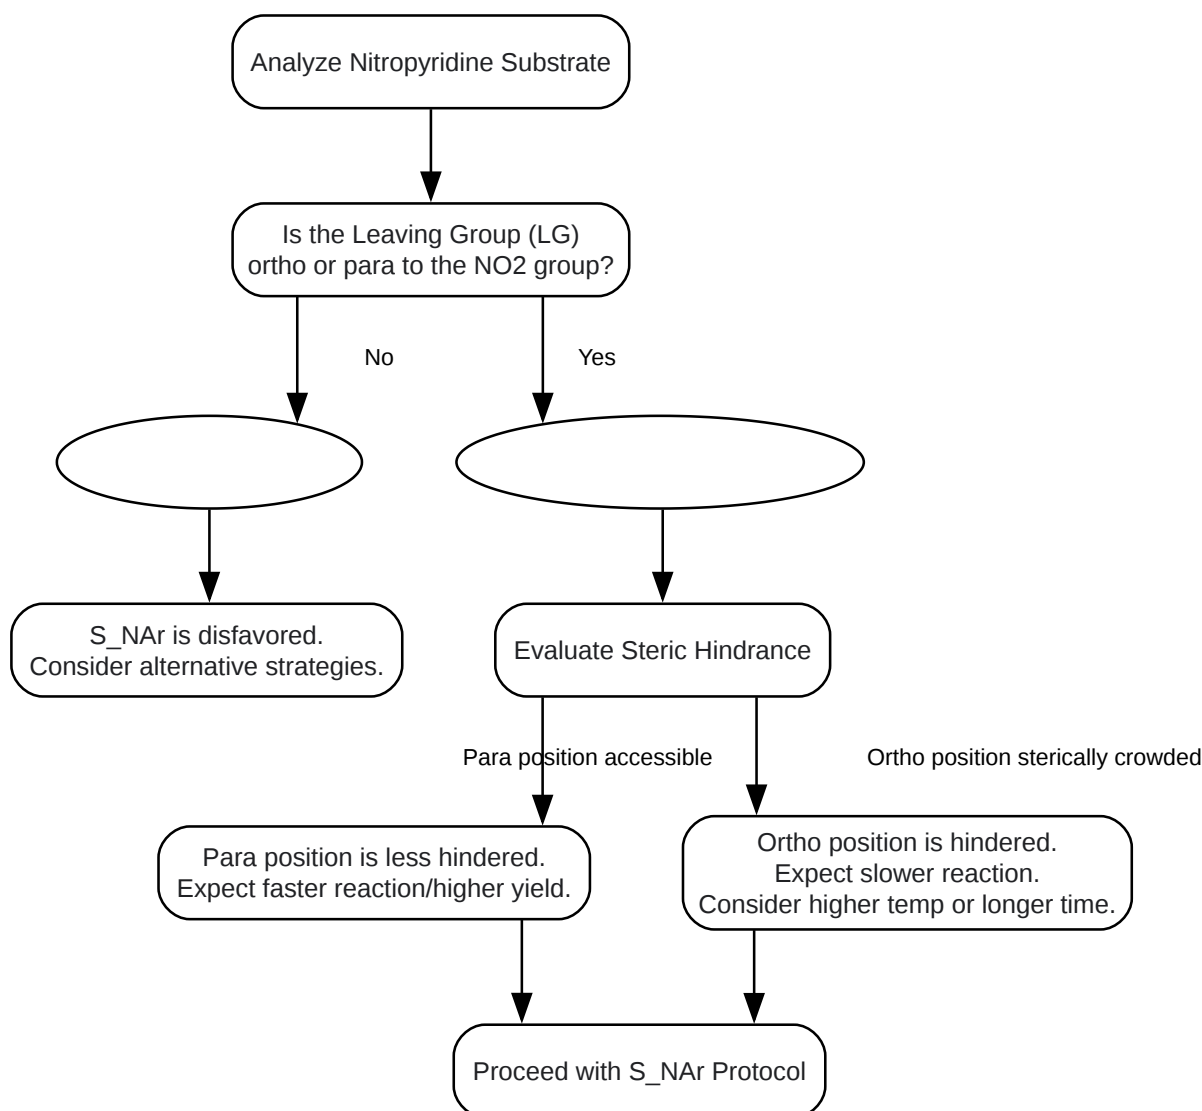 Analyze Nitropyridine Substrate
Is the Leaving Group (LG)
ortho or para to the NO2 group?
No
Yes
S_NAr is disfavored.
Consider alternative strategies.
Evaluate Steric Hindrance
Para position accessible
Ortho position sterically crowded
Para position is less hindered.
Expect faster reaction/higher yield.
Ortho position is hindered.
Expect slower reaction.
Consider higher temp or longer time.
Proceed with S_NAr Protocol